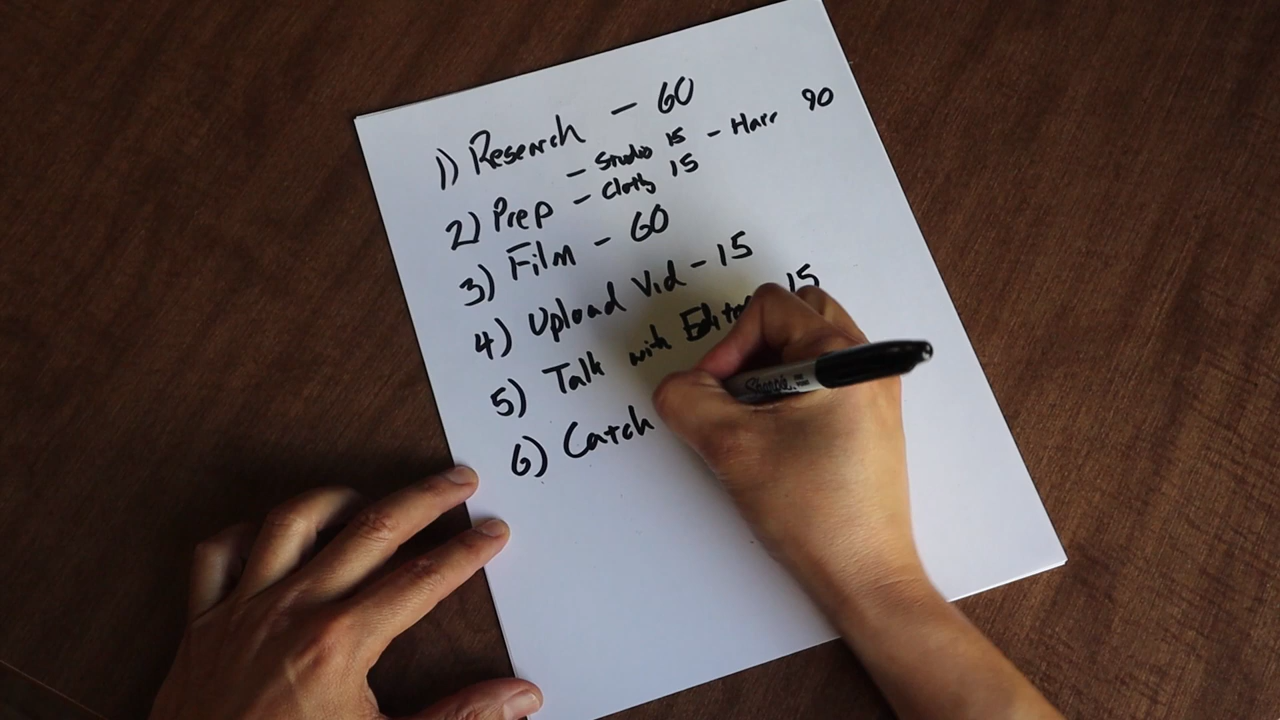 1) Research - 60
- Studio 15 - Hair 90
2) Prep - Cloths 15
3) Film - 60
4) Upload Vid - 15
5) Talk with 15
6) Catch
Sharpie